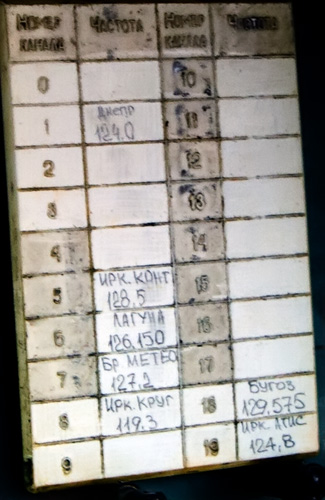 НОМЕР КАНАЛА ЧАСТОТА НОМЕР КАНАЛА ЧАСТОТА
0 10
1 ДНЕПР 124.0 11
2 12
3 13
4 14
5 ИРК. КОНТ 128.5 15
6 ЛАГУНА 126.150 16
7 БР МЕТЕО 127.2 17
8 ИРК. КРУГ 119.3 18 БУГОЗ 129,575
9 19 ИРК. АТИС 124,8